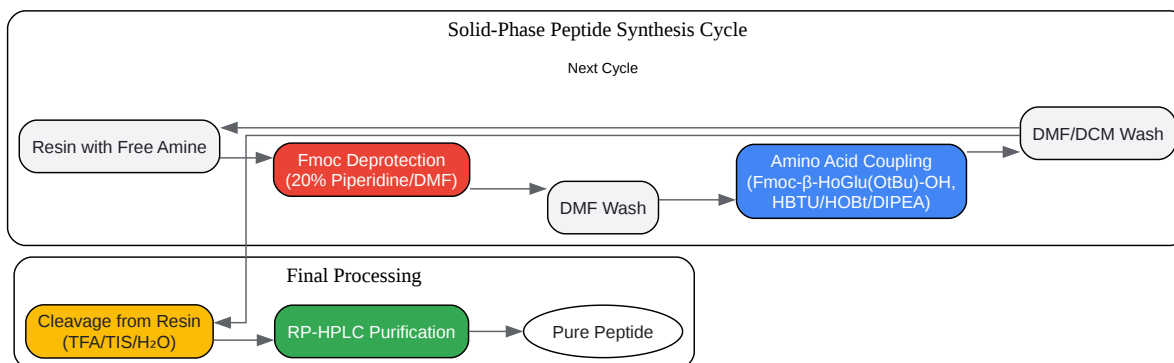 Solid-Phase Peptide Synthesis Cycle
Next Cycle
Resin with Free Amine
Fmoc Deprotection
(20% Piperidine/DMF)
DMF Wash
Amino Acid Coupling
(Fmoc-β-HoGlu(OtBu)-OH,
HBTU/HOBt/DIPEA)
DMF/DCM Wash
Final Processing
Cleavage from Resin
(TFA/TIS/H₂O)
RP-HPLC Purification
Pure Peptide